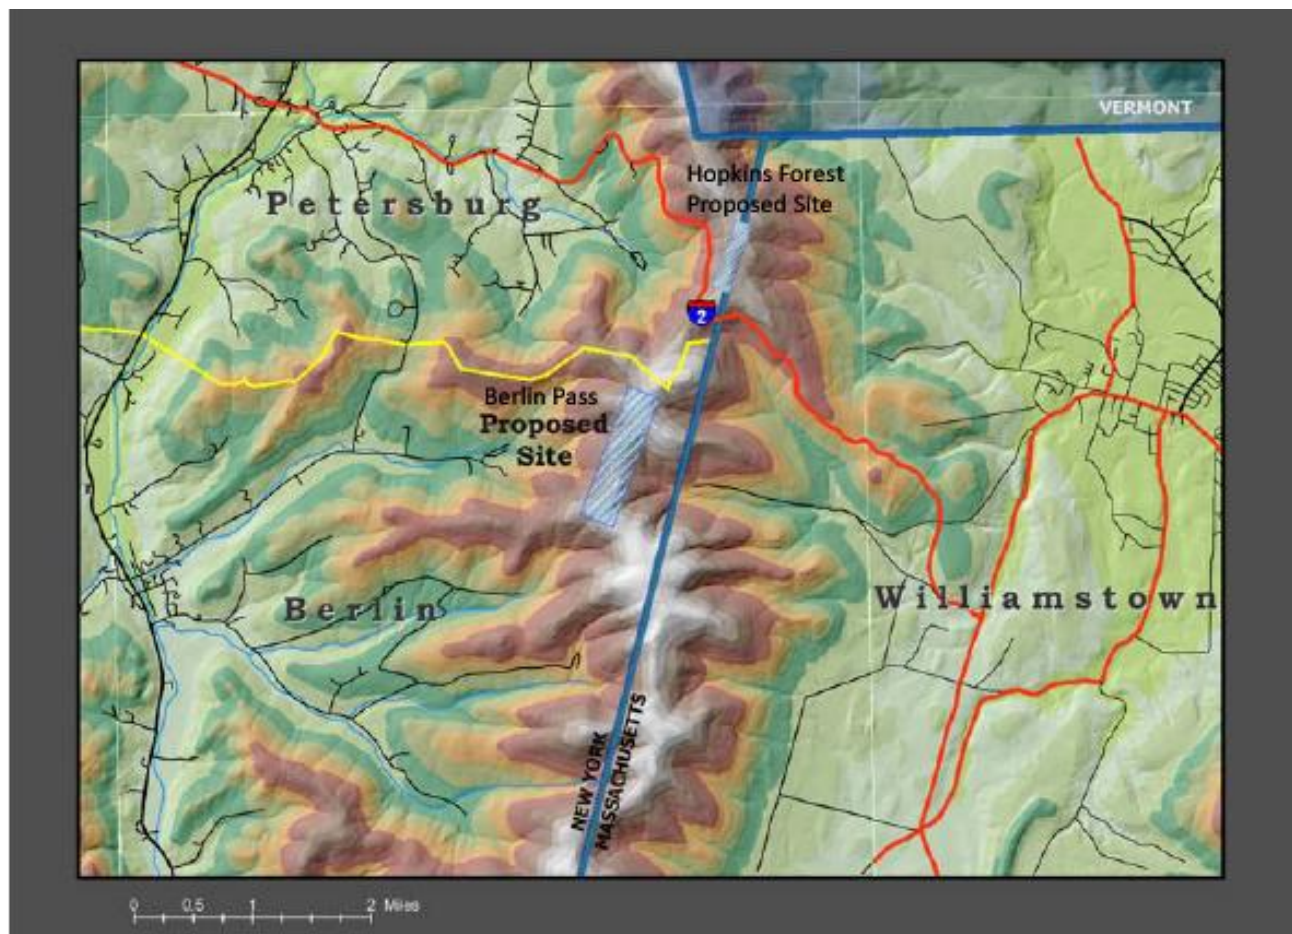 VERMONT
Hopkins Forest
Proposed Site
Petersburg
2
Berlin Pass
Proposed
Site
Williamstown
Berlin
NEW YORK
MASSACHUSETTS
0 0.5 1 2 Miles